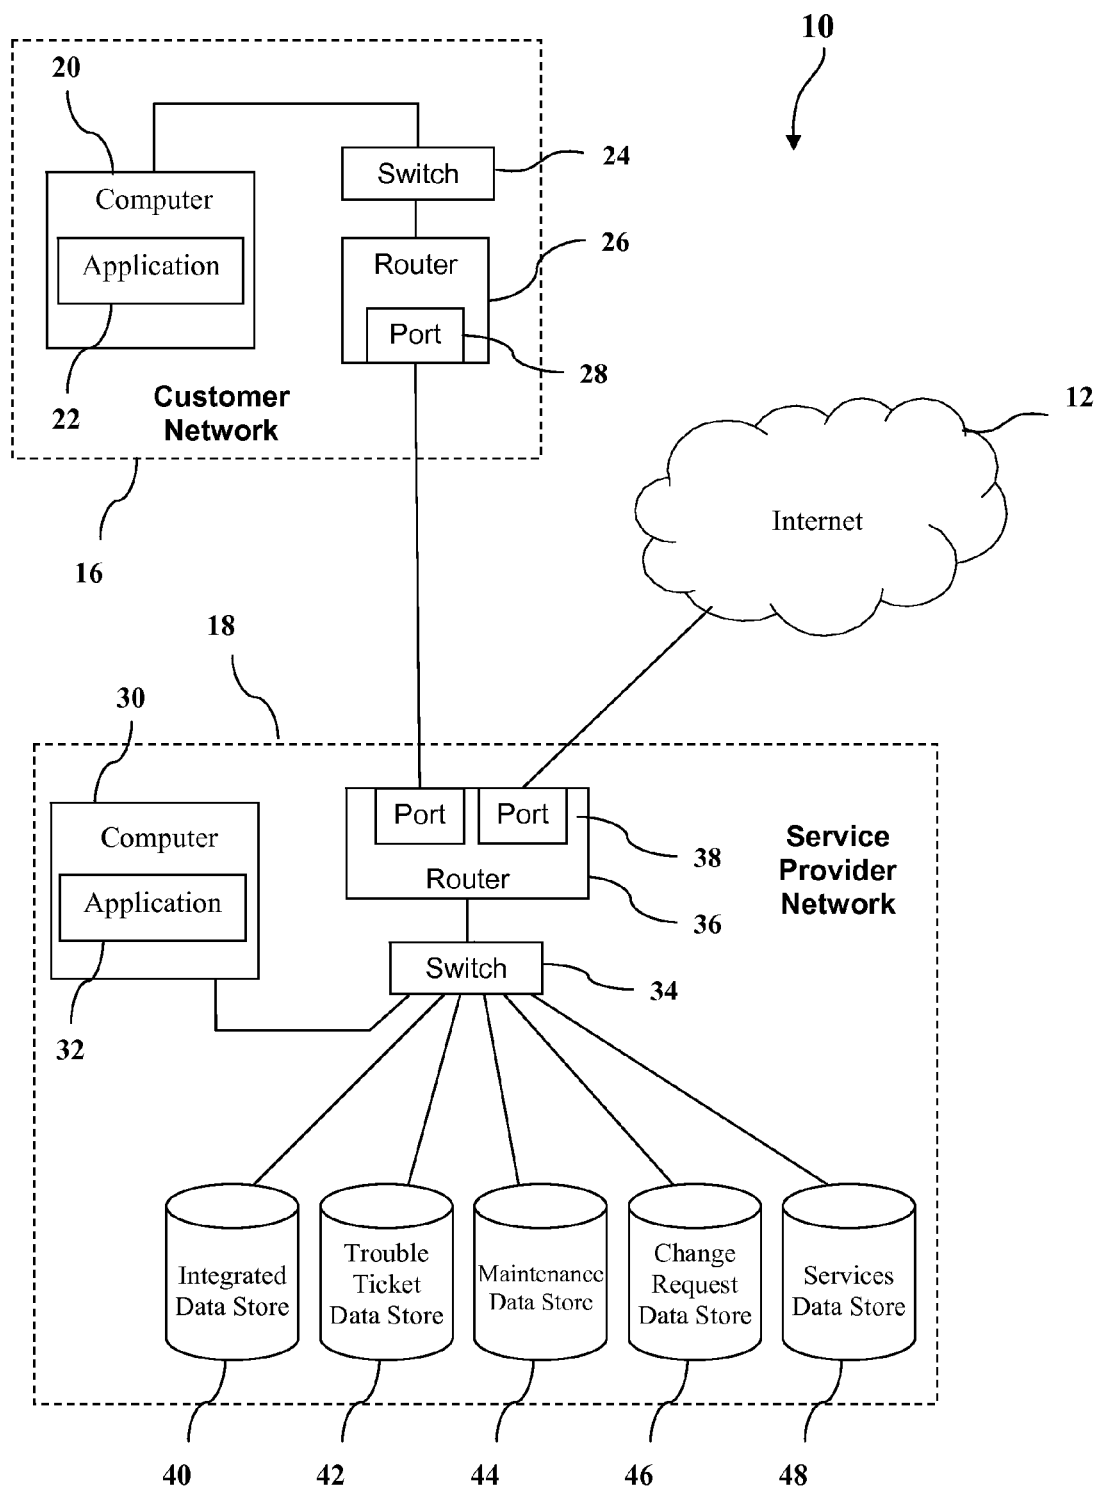 10
20
Switch
24
Computer
Application
26
Router
Port
28
22
Customer
Network
12
Internet
16
18
30
Port
Port
Computer
Service
Provider
Network
38
Router
Application
36
Switch
34
32
Integrated
Data Store
Trouble
Ticket
Data Store
Maintenance
Data Store
Change
Request
Data Store
Services
Data Store
40
42
44
46
48